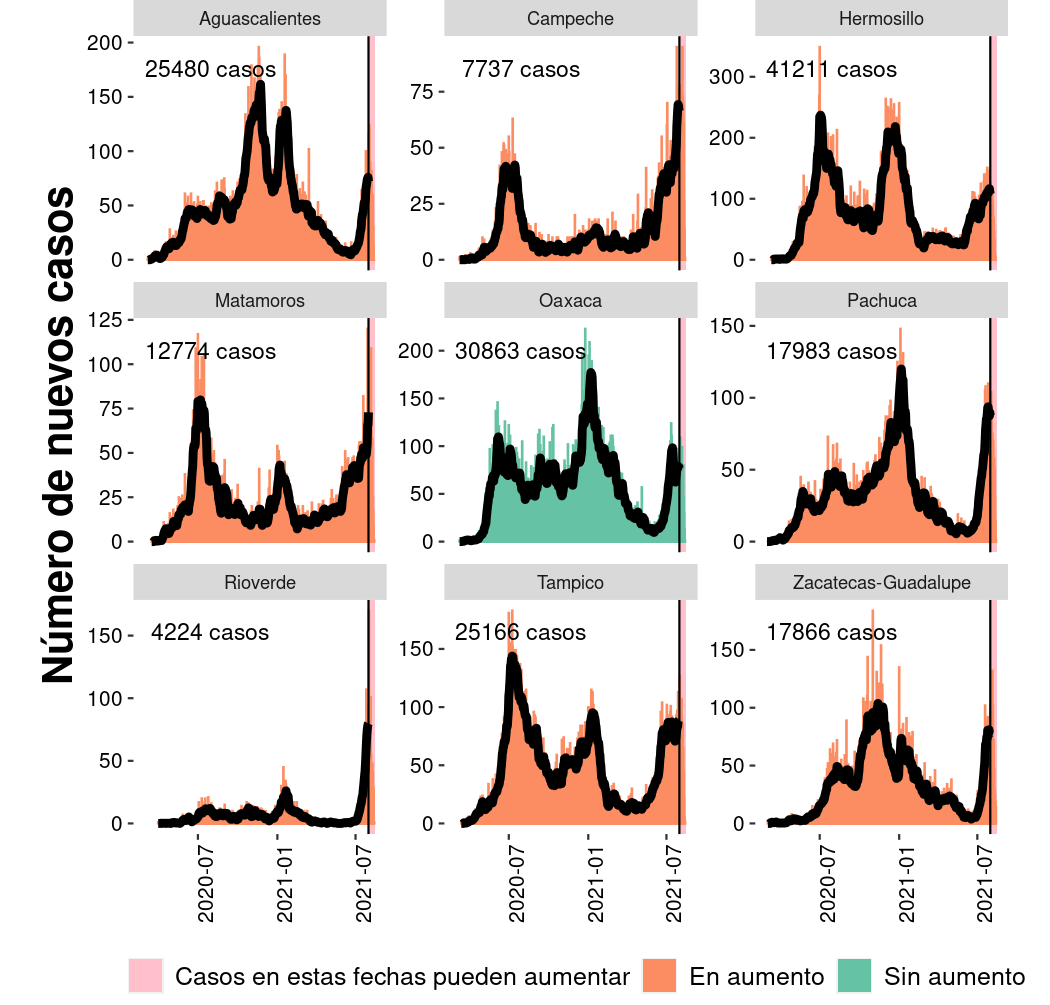 Número de nuevos casos
Aguascalientes
Campeche
Hermosillo
25480 casos
7737 casos
41211 casos
200
150
100
50
0
75
50
25
0
300
200
100
0
Matamoros
Oaxaca
Pachuca
12774 casos
30863 casos
17983 casos
125
100
75
50
25
0
200
150
100
50
0
150
100
50
0
Rioverde
Tampico
Zacatecas-Guadalupe
4224 casos
25166 casos
17866 casos
150
100
50
0
150
100
50
0
150
100
50
0
2020-07
2021-01
2021-07
2020-07
2021-01
2021-07
2020-07
2021-01
2021-07
Casos en estas fechas pueden aumentar
En aumento
Sin aumento